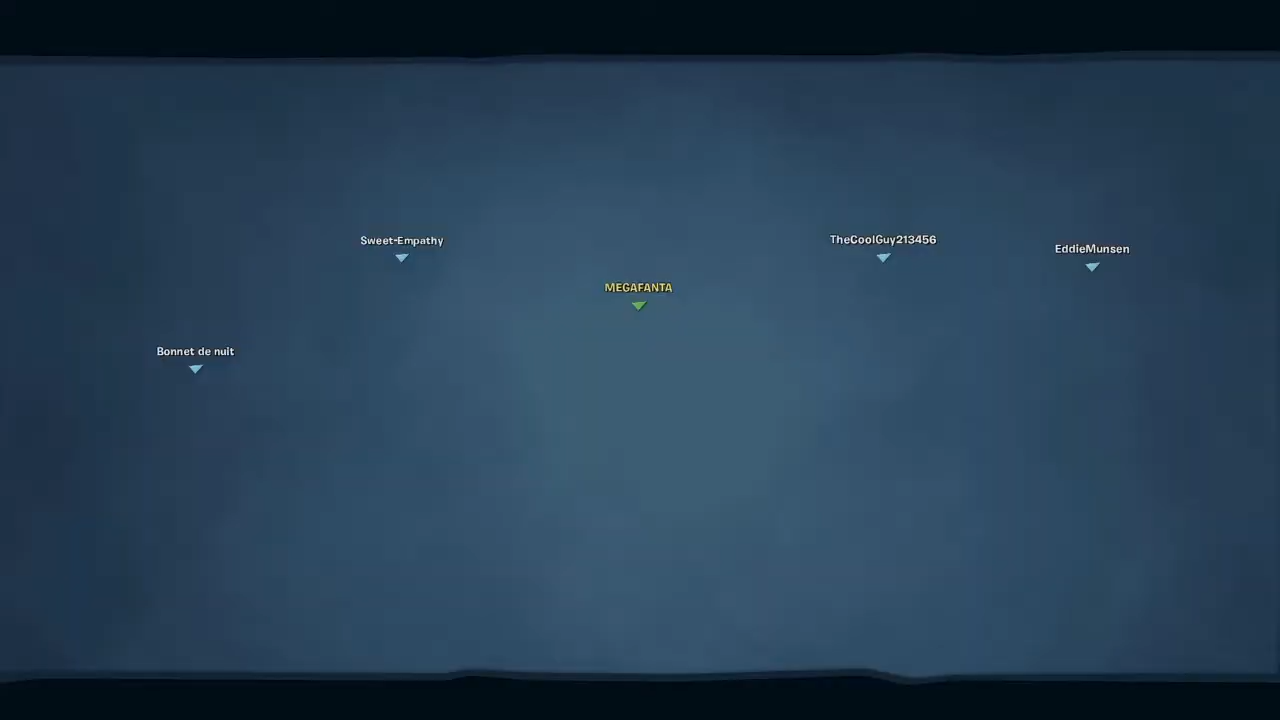 Sweet-Empathy
TheCoolGuy213456
EddieMunsen
MEGAFANTA
Bonnet de nuit